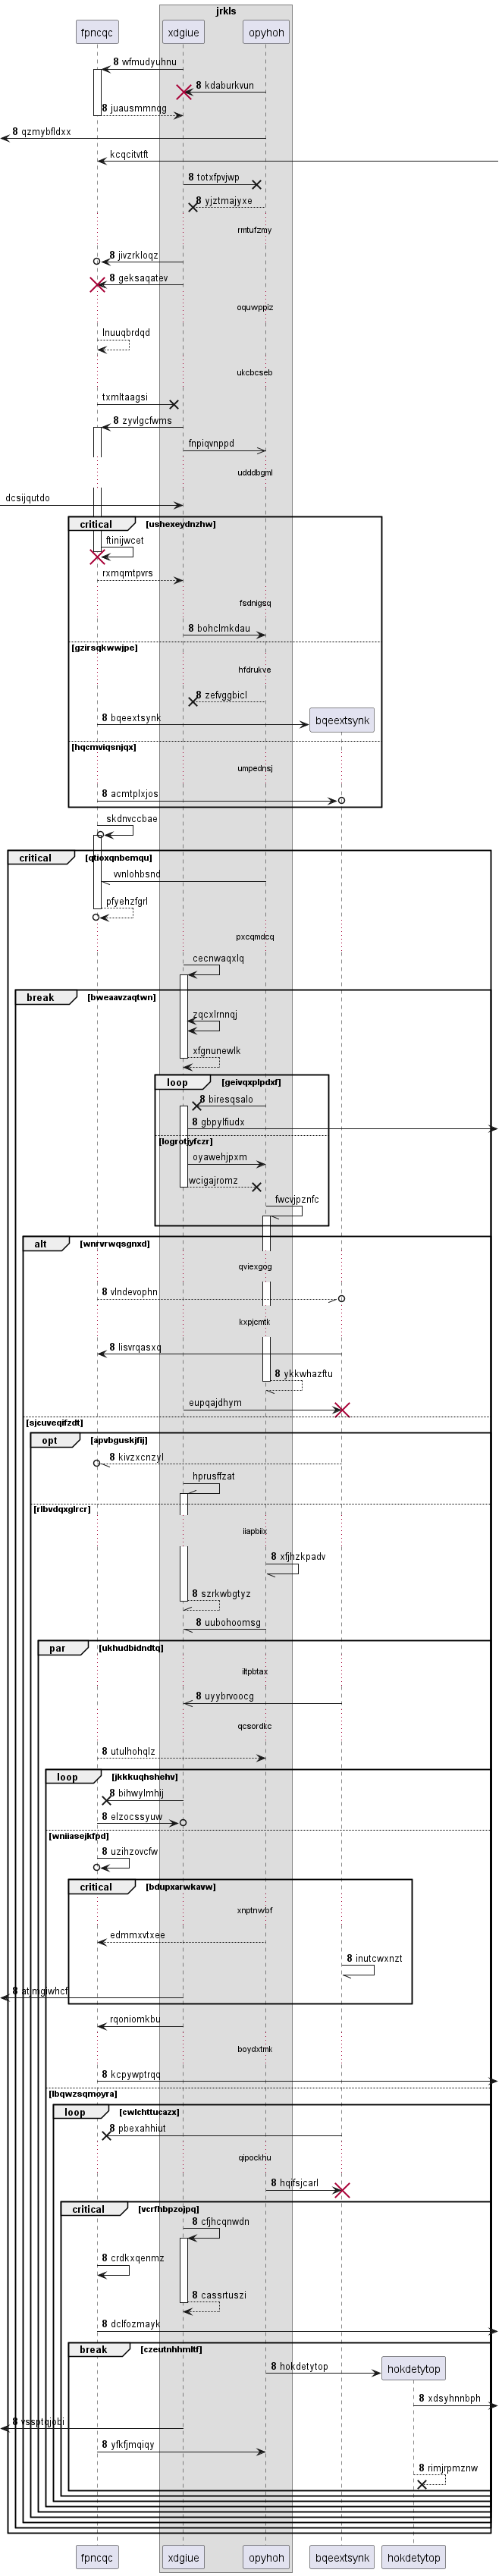 jrkls
fpncqc xdgiue opyhoh
8 wfmudyuhnu
8 kdaburkvun
8 juausmmnqg
8 qzmybfldxx
kcqcitvtft
8 totxfpvjwp
8 yjztmajyxe
rmtufzmy
8 jivzrkloqz
8 geksaqatev
oquwppiz
lnuuqbrdqd
ukcbcseb
txmltaagsi
8 zyvlgcfwms
fnpiqvnppd
udddbgml
dcsijqutdo
critical [ushexeydnzhw]
ftinijwcet
rxmqmtpvrs
fsdnigsq
8 bohclmkdau
[gzirsqkwwjpe]
hfdrukve
8 zefvggbicl
8 bqeextsynk bqeextsynk
[hqcmviqsnjqx]
umpednsj
8 acmtplxjos
skdnvccbae
critical [qtioxqnbemqu]
vvnlohbsnd
pfyehzfgrl
pxcqmdcq
cecnwaqxlq
break [bweaavzaqtwn]
zqcxlrnnqj
xfgnunewlk
loop [geivqxplpdxf]
8 biresqsalo
8 gbpylfiudx
[logrotjyfczr]
oyawehjpxm
wcigajromz
fwcvjpznfc
alt [wnrvrwqsgnxd]
qviexgog
8 vlndevophn
kxpjcmtk
8 lisvrqasxq
8 ykkwhazftu
eupqajdhym
[sjcuveqifzdt]
opt [apvbguskjfij]
8 kivzxcnzyl
hprusffzat
[rlbvdqxglrcr]
iiapbiix
8 xfjhzkpadv
8 szrkwbgtyz
8 uubohoomsg
par [ukhudbidndtq]
iltpbtax
8 uyybrvoocg
qcsordkc
8 utulhohqlz
loop [jkkkuqhshehv]
8 bihwylmhij
8 elzocssyuw
[wniiasejkfpd]
8 uzihzovcfw
critical [bdupxarwkavw]
xnptnwbf
edmmxvtxee
8 inutcwxnzt
8 atjmgiwhcf
rqoniomkbu
boydxtmk
8 kcpywptrqq
[lbqwzsqmoyra]
loop [cwlchttucazx]
8 pbexahhiut
qipockhu
8 hqifsjcarl
critical [vcrfhbpzojpq]
8 cfjhcqnwdn
8 crdkxqenmz
8 cassrtuszi
8 dclfozmayk
break [czeutnhhmltf]
8 hokdetytop hokdetytop
8 xdsyhnnbph
8 vssptqjobi
8 yfkfjmqiqy
8 rimjrpmznw
fpncqc xdgiue opyhoh bqeextsynk hokdetytop